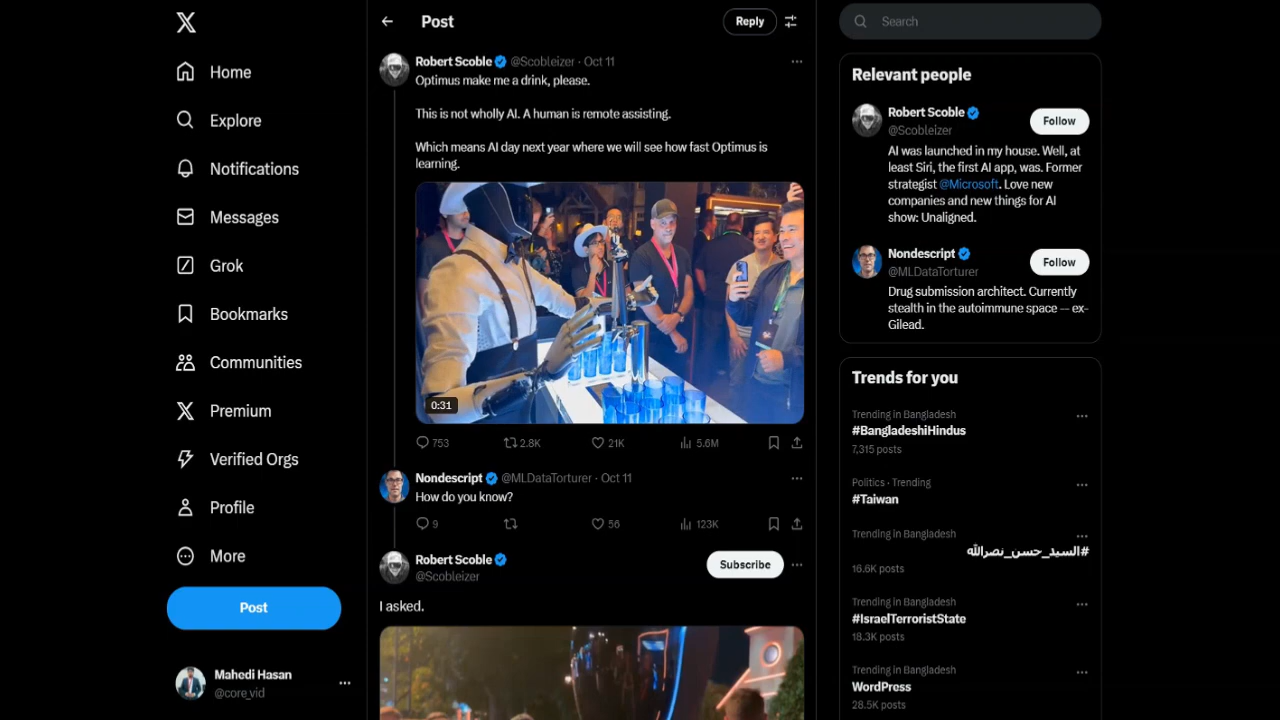 Home
Explore
Notifications
Messages
Grok
Bookmarks
Communities
Premium
Verified Orgs
Profile
More
Post
Mahedi Hasan
@core_vid
Post
Reply
Robert Scoble @Scobleizer · Oct 11
Optimus make me a drink, please.
This is not wholly AI. A human is remote assisting.
Which means AI day next year where we will see how fast Optimus is
learning.
0:31
753 2.8K 21K 5.6M
Nondescript @MLDataTorturer · Oct 11
How do you know?
9 56 123K
Robert Scoble
@Scobleizer
Subscribe
I asked.
Search
Relevant people
Robert Scoble
@Scobleizer
Follow
AI was launched in my house. Well, at
least Siri, the first AI app, was. Former
strategist @Microsoft. Love new
companies and new things for AI
show: Unaligned.
Nondescript
@MLDataTorturer
Follow
Drug submission architect. Currently
stealth in the autoimmune space -- ex-
Gilead.
Trends for you
Trending in Bangladesh
#BangladeshiHindus
7,315 posts
Politics · Trending
#Taiwan
Trending in Bangladesh
#السيد_حسن_نصرالله
16.6K posts
Trending in Bangladesh
#IsraelTerroristState
18.3K posts
Trending in Bangladesh
WordPress
28.5K posts